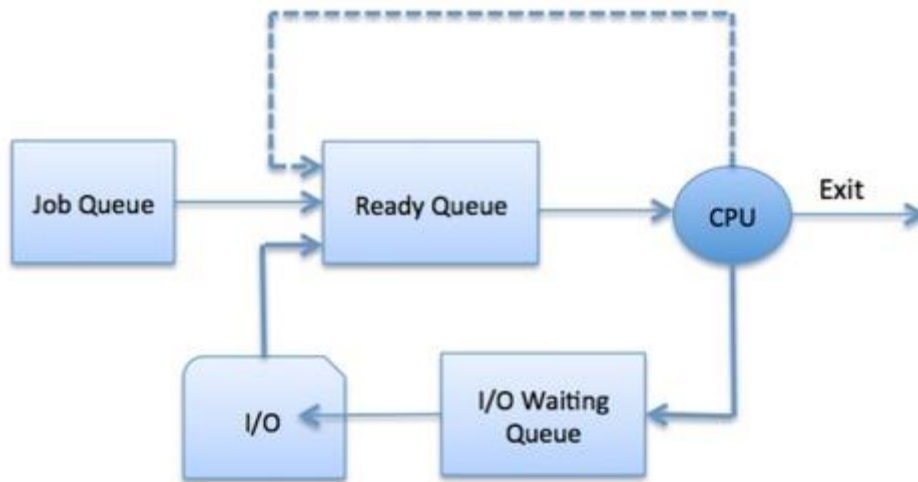 Job Queue
Ready Queue
CPU
Exit
I/O
I/O Waiting
Queue